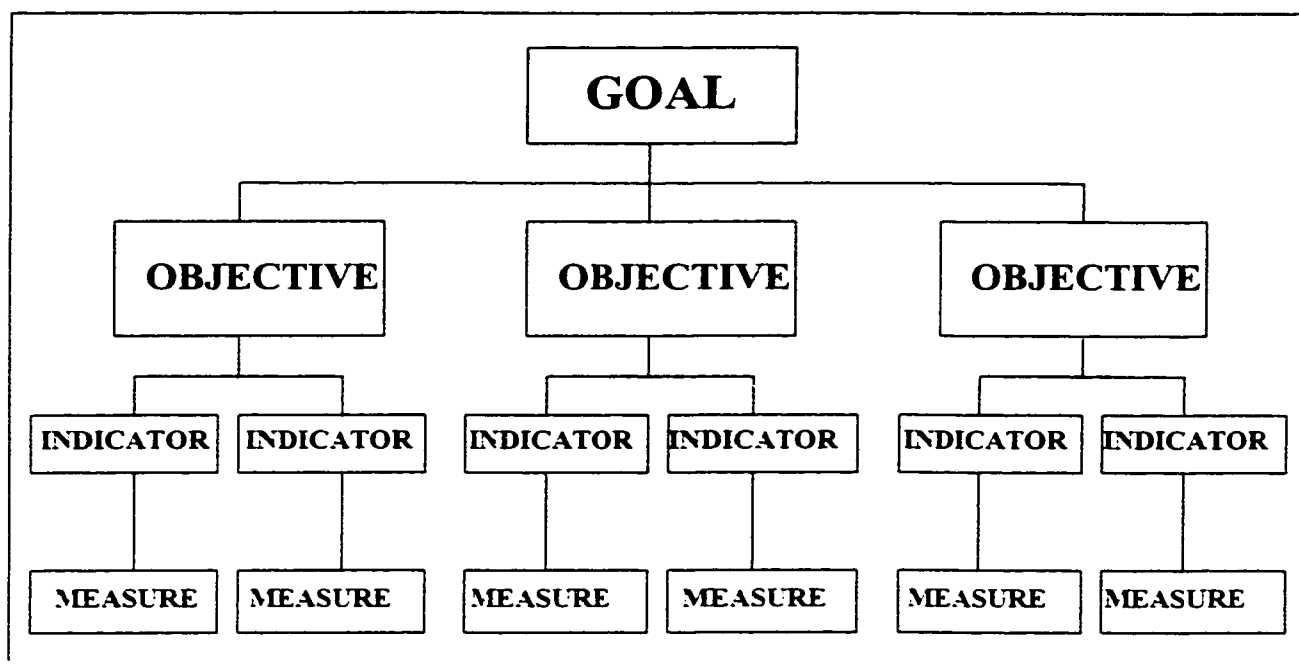 GOAL
OBJECTIVE OBJECTIVE OBJECTIVE
INDICATOR INDICATOR INDICATOR INDICATOR INDICATOR INDICATOR
MEASURE MEASURE MEASURE MEASURE MEASURE MEASURE